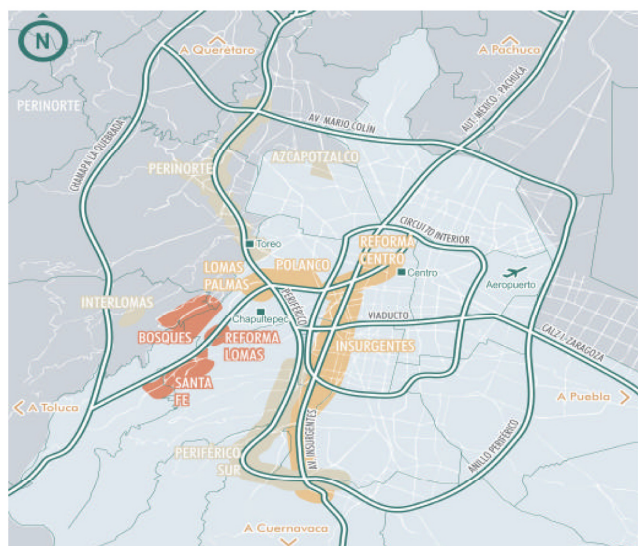 N
A Querétaro
A Pachuca
PERINORTE
CHAMAPA LA QUEBRADA
AV. MARIO COLÍN
AUT. MEXICO - PACHUCA
PERINORTE
AZCAPOTZALCO
CIRCUITO INTERIOR
Toreo
REFORMA
CENTRO
LOMAS
PALMAS
POLANCO
Centro
Aeropuerto
PERIFÉRICO
INTERLOMAS
Chapultepec
VIADUCTO
BOSQUES
REFORMA
LOMAS
INSURGENTES
CALZ I. ZARAGOZA
SANTA
FE
A Toluca
A Puebla
AV INSURGENTES
PERIFÉRICO
SUR
ANILLO PERIFÉRICO
A Cuernavaca